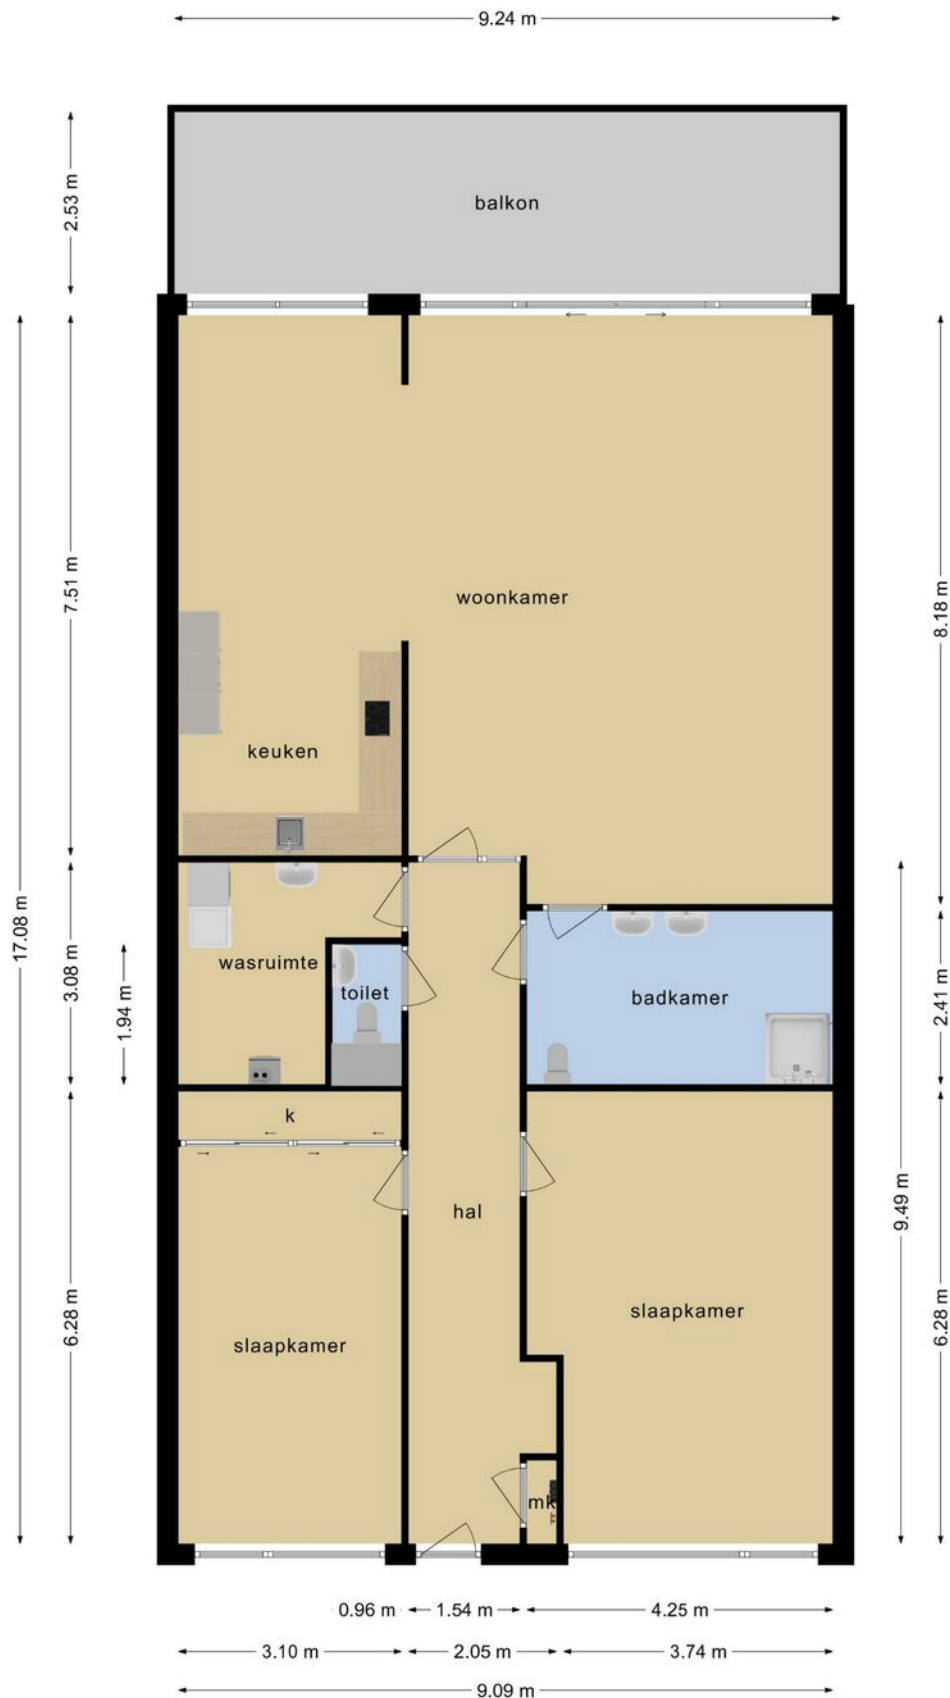 9.24 m
2.53 m
balkon
17.08 m
7.51 m
8.18 m
woonkamer
keuken
3.08 m
1.94 m
wasruimte
toilet
badkamer
2.41 m
9.49 m
k
hal
6.28 m
slaapkamer
slaapkamer
6.28 m
mk
0.96 m
1.54 m
4.25 m
3.10 m
2.05 m
3.74 m
9.09 m